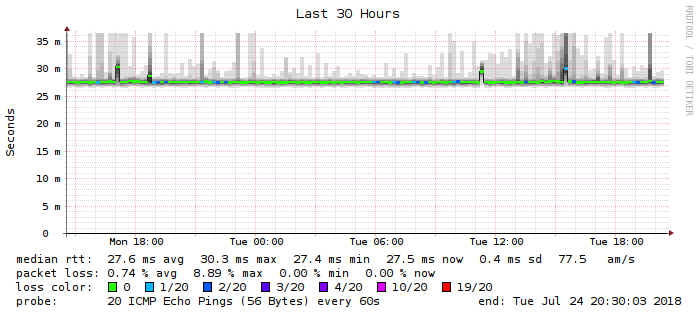 Last 30 Hours
RRDTOOL / TOBI OETIKER
Seconds
35 m
30 m
25 m
20 m
15 m
10 m
5 m
0
Mon 18:00 Tue 00:00 Tue 06:00 Tue 12:00 Tue 18:00
median rtt: 27.6 ms avg 30.3 ms max 27.4 ms min 27.5 ms now 0.4 ms sd 77.5 am/s
packet loss: 0.74 % avg 8.89 % max 0.00 % min 0.00 % now
loss color: 0 1/20 2/20 3/20 4/20 10/20 19/20
probe: 20 ICMP Echo Pings (56 Bytes) every 60s end: Tue Jul 24 20:30:03 2018